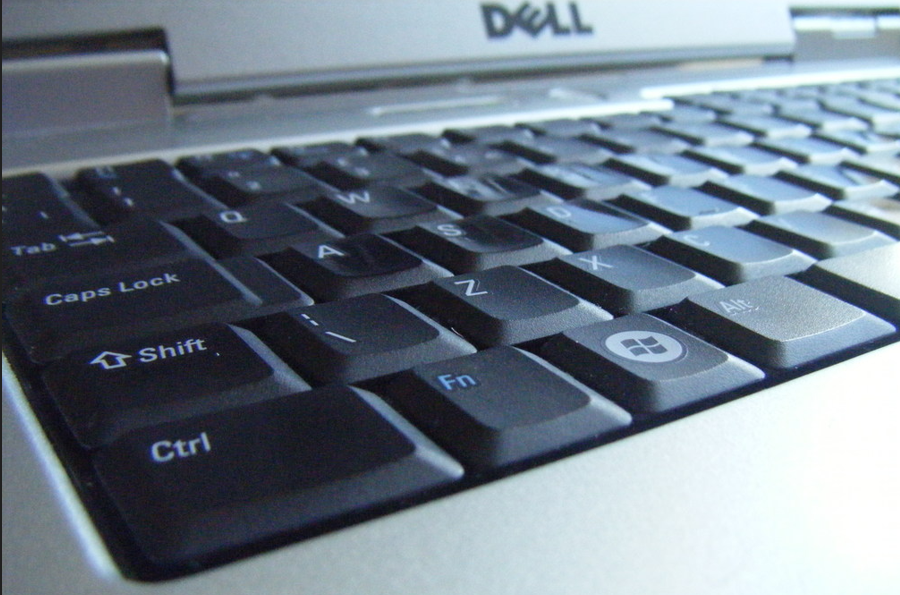 DELL
Q W
Tab
A S D
Caps Lock
Z X C
Shift \
Fn Alt
Ctrl